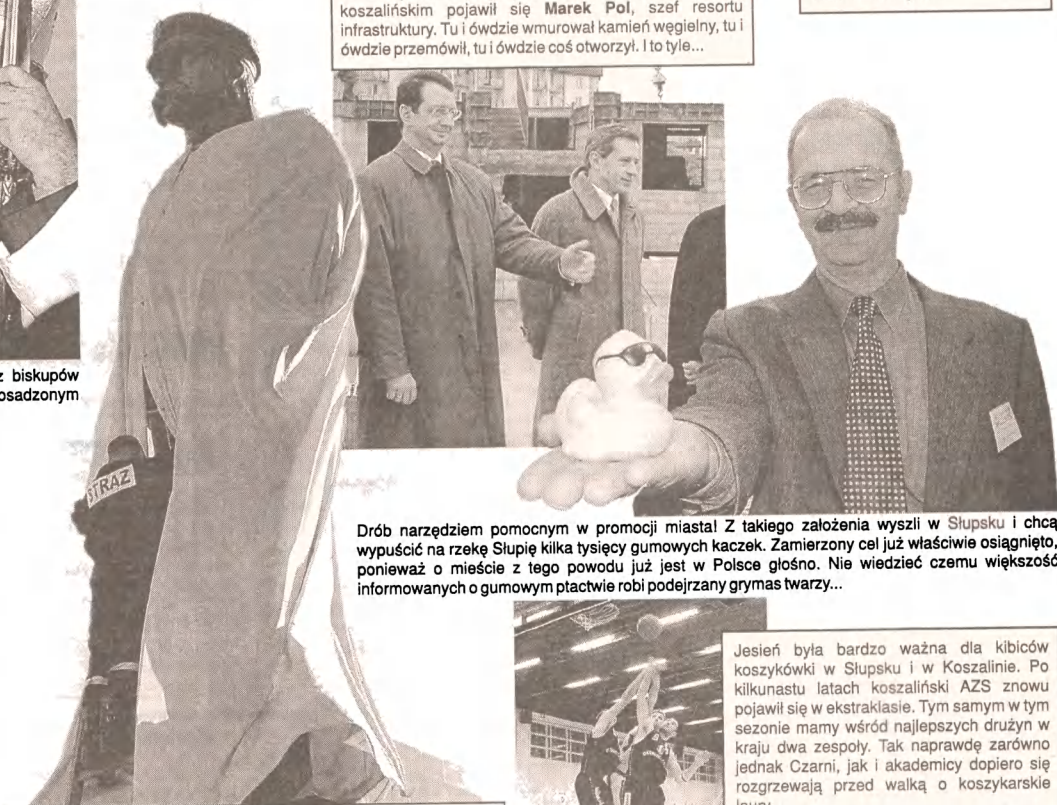 koszalińskim pojawił się Marek Pol, szef resortu
infrastruktury. Tu i ówdzie wmurował kamień węgielny, tu i
ówdzie przemówił, tu i ówdzie coś otworzył. I to tyle...
z biskupów
osadzonym
STRAZ
Drób narzędziem pomocnym w promocji miasta! Z takiego założenia wyszli w Słupsku i chcą
wypuścić na rzekę Słupię kilka tysięcy gumowych kaczek. Zamierzony cel już właściwie osiągnięto,
ponieważ o mieście z tego powodu już jest w Polsce głośno. Nie wiedzieć czemu większość
informowanych o gumowym ptactwie robi podejrzany grymas twarzy...
Jesień była bardzo ważna dla kibiców
koszykówki w Słupsku i w Koszalinie. Po
kilkunastu latach koszaliński AZS znowu
pojawił się w ekstraklasie. Tym samym w tym
sezonie mamy wśród najlepszych drużyn w
kraju dwa zespoły. Tak naprawdę zarówno
jednak Czarni, jak i akademicy dopiero się
rozgrzewają przed walką o koszykarskie